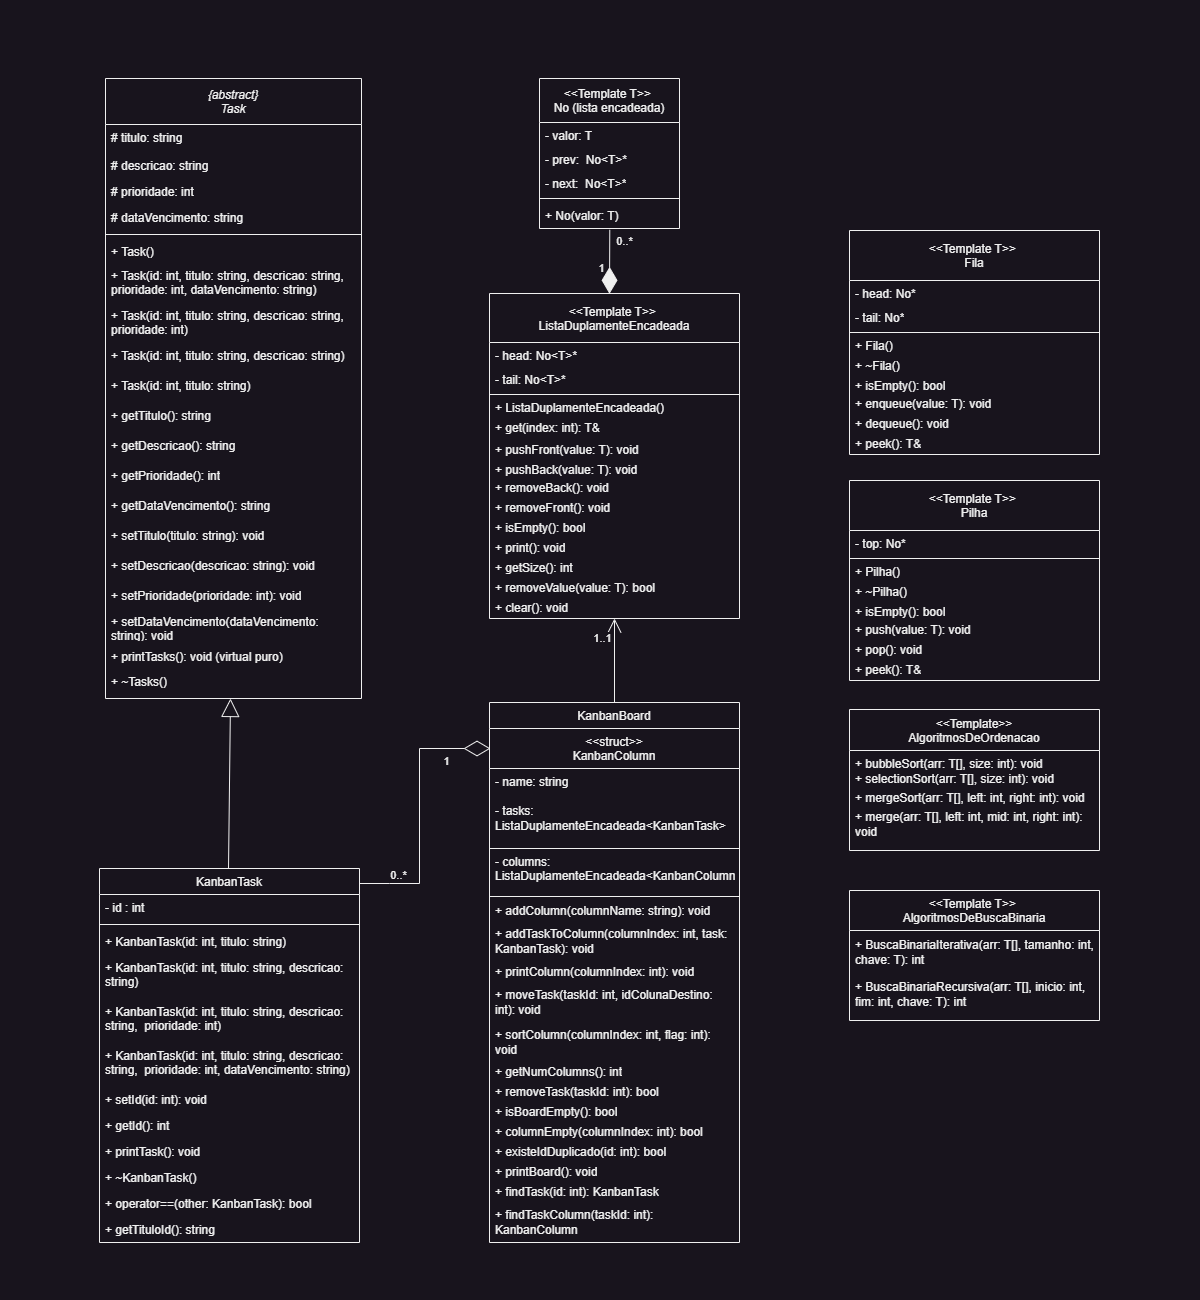 {abstract}
Task
# titulo: string
# descricao: string
# prioridade: int
# dataVencimento: string
+ Task()
+ Task(id: int, titulo: string, descricao: string,
prioridade: int, dataVencimento: string)
+ Task(id: int, titulo: string, descricao: string,
prioridade: int)
+ Task(id: int, titulo: string, descricao: string)
+ Task(id: int, titulo: string)
+ getTitulo(): string
+ getDescricao(): string
+ getPrioridade(): int
+ getDataVencimento(): string
+ setTitulo(titulo: string): void
+ setDescricao(descricao: string): void
+ setPrioridade(prioridade: int): void
+ setDataVencimento(dataVencimento:
string): void
+ printTasks(): void (virtual puro)
+ ~Tasks()
KanbanTask
- id : int
+ KanbanTask(id: int, titulo: string)
+ KanbanTask(id: int, titulo: string, descricao:
string)
+ KanbanTask(id: int, titulo: string, descricao:
string,  prioridade: int)
+ KanbanTask(id: int, titulo: string, descricao:
string,  prioridade: int, dataVencimento: string)
+ setId(id: int): void
+ getId(): int
+ printTask(): void
+ ~KanbanTask()
+ operator==(other: KanbanTask): bool
+ getTituloId(): string
0..*
1
<<Template T>>
No (lista encadeada)
- valor: T
- prev:  No<T>*
- next:  No<T>*
+ No(valor: T)
0..*
1
<<Template T>>
ListaDuplamenteEncadeada
- head: No<T>*
- tail: No<T>*
+ ListaDuplamenteEncadeada()
+ get(index: int): T&
+ pushFront(value: T): void
+ pushBack(value: T): void
+ removeBack(): void
+ removeFront(): void
+ isEmpty(): bool
+ print(): void
+ getSize(): int
+ removeValue(value: T): bool
+ clear(): void
1..1
KanbanBoard
<<struct>>
KanbanColumn
- name: string
- tasks:
ListaDuplamenteEncadeada<KanbanTask>
- columns:
ListaDuplamenteEncadeada<KanbanColumn
+ addColumn(columnName: string): void
+ addTaskToColumn(columnIndex: int, task:
KanbanTask): void
+ printColumn(columnIndex: int): void
+ moveTask(taskId: int, idColunaDestino:
int): void
+ sortColumn(columnIndex: int, flag: int):
void
+ getNumColumns(): int
+ removeTask(taskId: int): bool
+ isBoardEmpty(): bool
+ columnEmpty(columnIndex: int): bool
+ existeIdDuplicado(id: int): bool
+ printBoard(): void
+ findTask(id: int): KanbanTask
+ findTaskColumn(taskId: int):
KanbanColumn
<<Template T>>
Fila
- head: No*
- tail: No*
+ Fila()
+ ~Fila()
+ isEmpty(): bool
+ enqueue(value: T): void
+ dequeue(): void
+ peek(): T&
<<Template T>>
Pilha
- top: No*
+ Pilha()
+ ~Pilha()
+ isEmpty(): bool
+ push(value: T): void
+ pop(): void
+ peek(): T&
<<Template>>
AlgoritmosDeOrdenacao
+ bubbleSort(arr: T[], size: int): void
+ selectionSort(arr: T[], size: int): void
+ mergeSort(arr: T[], left: int, right: int): void
+ merge(arr: T[], left: int, mid: int, right: int):
void
<<Template T>>
AlgoritmosDeBuscaBinaria
+ BuscaBinariaIterativa(arr: T[], tamanho: int,
chave: T): int
+ BuscaBinariaRecursiva(arr: T[], inicio: int,
fim: int, chave: T): int